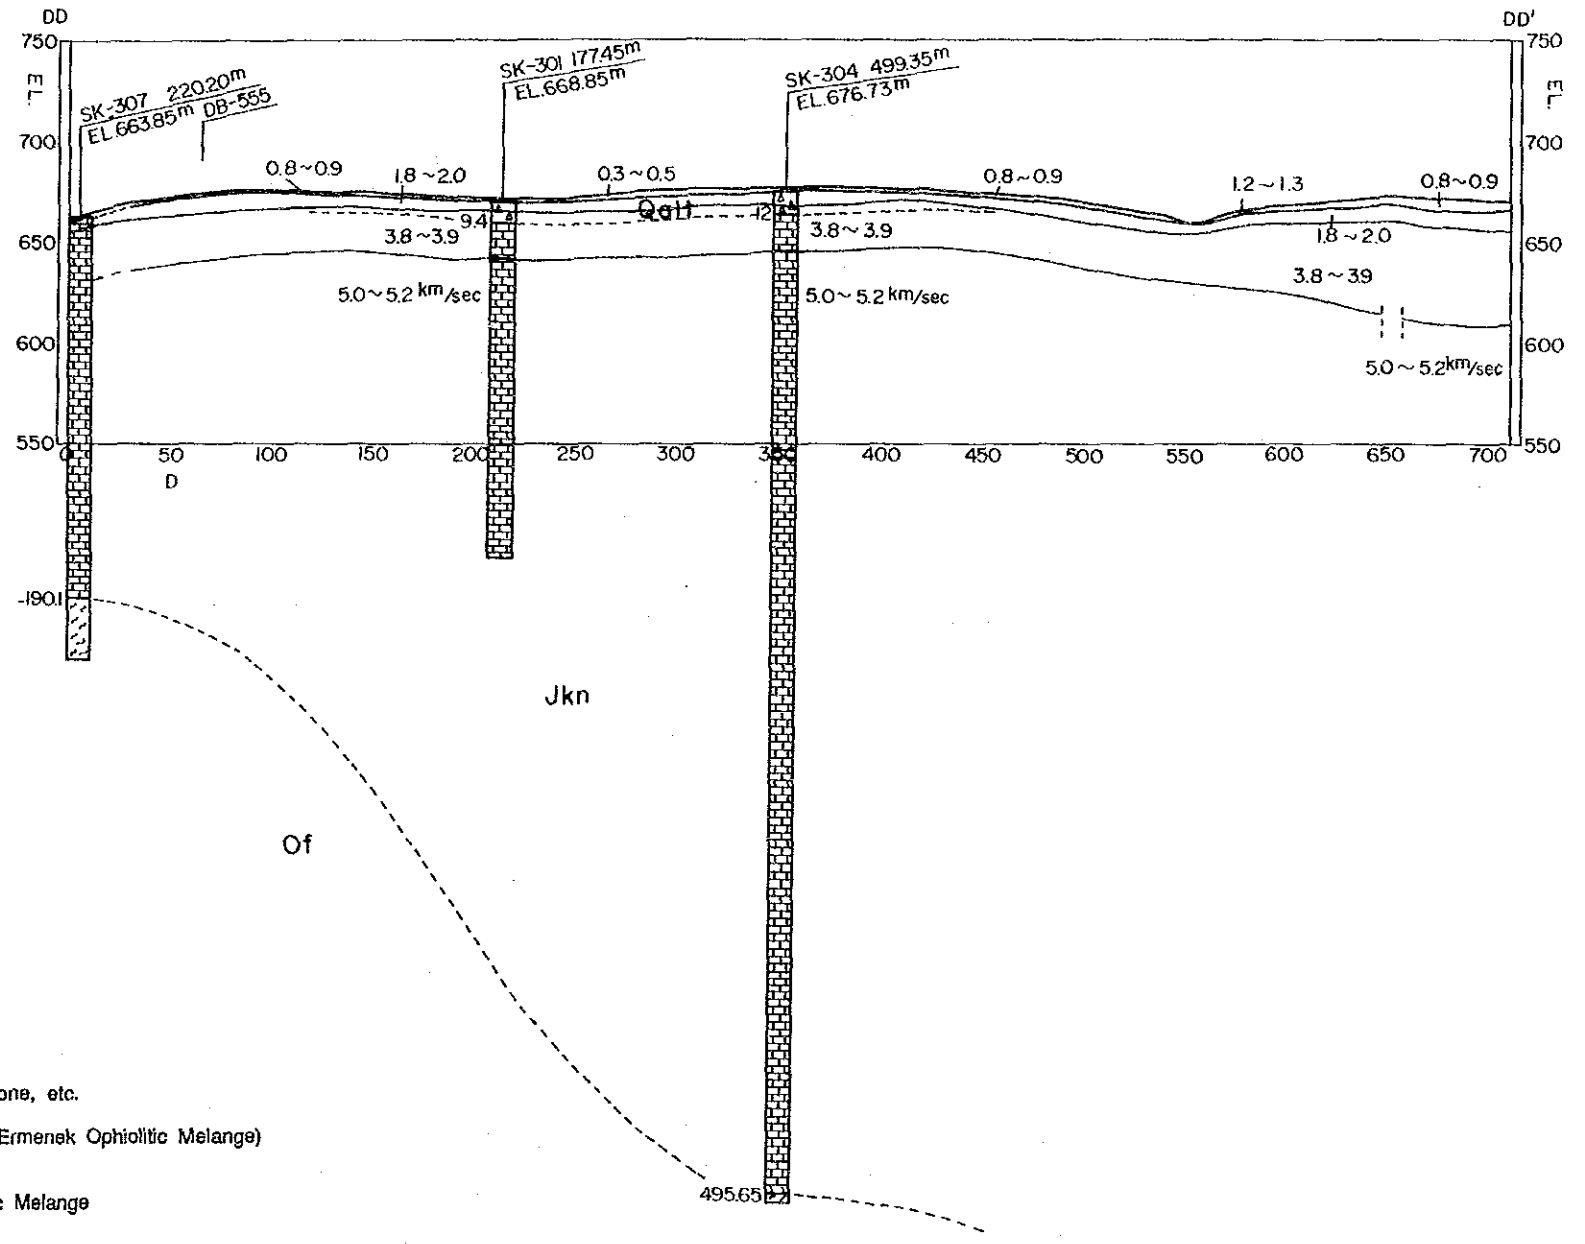 DD
DD'
750
750
EL.
EL.
SK-307 220.20m
EL.663.85m
DB-555
SK-301 177.45m
EL.668.85m
SK-304 499.35m
EL.676.73m
700
700
0.8~0.9
1.8~2.0
0.3~0.5
0.8~0.9
1.2~1.3
0.8~0.9
Qalt
9.4
12
650
650
3.8~3.9
3.8~3.9
1.8~2.0
3.8~3.9
5.0~5.2 km/sec
5.0~5.2 km/sec
600
600
5.0~5.2 km/sec
550
550
0 50 100 150 200 250 300 350 400 450 500 550 600 650 700
D
-190.1
Jkn
Of
one, etc.
Ermenek Ophiolitic Melange)
c Melange
495.65